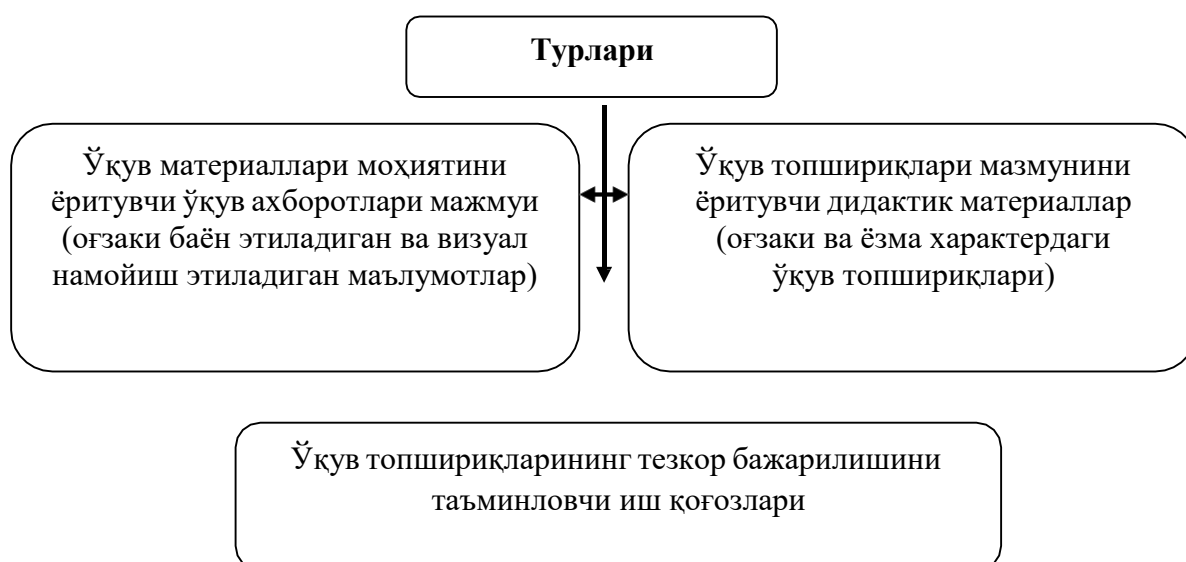 Турлари
Ўқув материаллари моҳиятини
ёритувчи ўқув ахборотлари мажмуи
(оғзаки баён этиладиган ва визуал
намойиш этиладиган маълумотлар)
Ўқув топшириқлари мазмунини
ёритувчи дидактик материаллар
(оғзаки ва ёзма характердаги
ўқув топшириқлари)
Ўқув топшириқларининг тезкор бажарилишини
таъминловчи иш қоғозлари